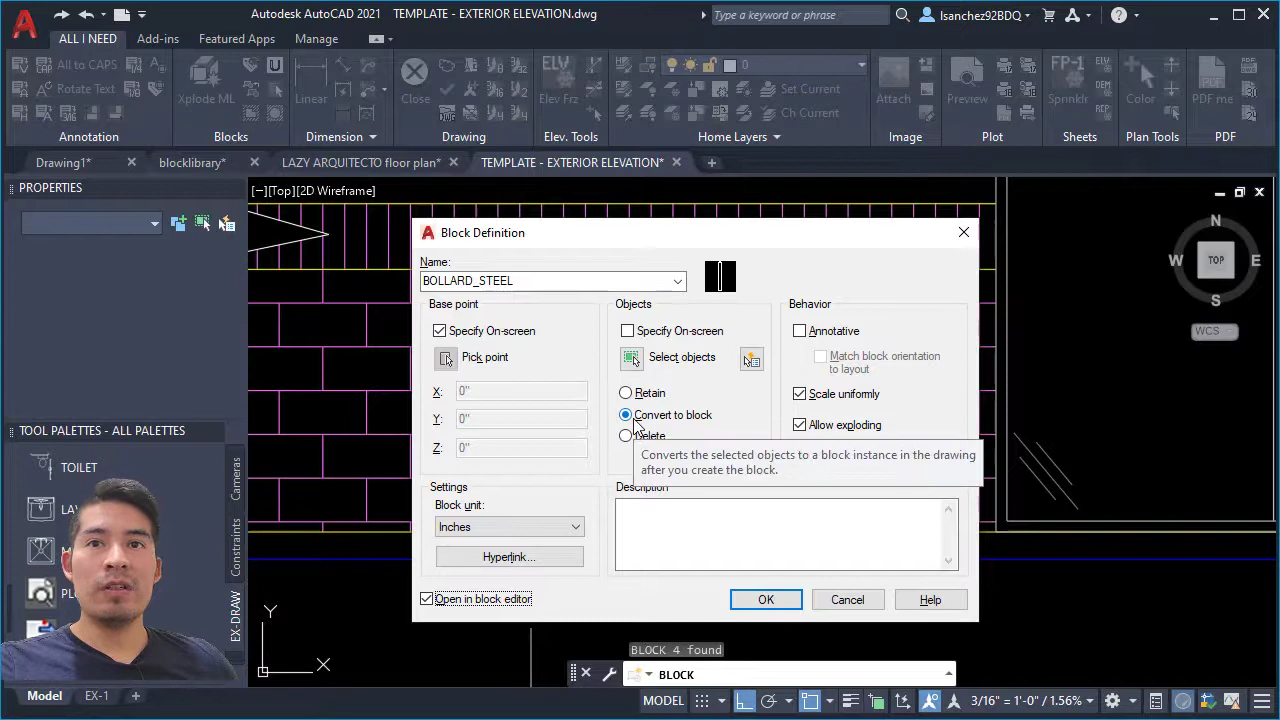 Autodesk AutoCAD 2021 TEMPLATE - EXTERIOR ELEVATION.dwg
Type a keyword or phrase
lsanchez92BDQ
ALL I NEED
Add-ins
Featured Apps
Manage
All to CAPS
Rotate Text
Xplode ML
U
Linear
Close
ELV
Elev Frz
0
Set Current
Ch Current
Attach
Preview
FP-1
Sprinklr
Color
PDF me
Annotation
Blocks
Dimension
Drawing
Elev. Tools
Home Layers
Image
Plot
Sheets
Plan Tools
PDF
Drawing1*
blocklibrary*
LAZY ARQUITECTO floor plan*
TEMPLATE - EXTERIOR ELEVATION*
PROPERTIES
[−][Top][2D Wireframe]
N
W
TOP
E
S
WCS
Block Definition
Name:
BOLLARD_STEEL
Base point
Specify On-screen
Pick point
X: 0"
Y: 0"
Z: 0"
Objects
Specify On-screen
Select objects
Retain
Convert to block
Delete
Behavior
Annotative
Match block orientation
to layout
Scale uniformly
Allow exploding
Converts the selected objects to a block instance in the drawing
after you create the block.
Settings
Block unit:
Inches
Hyperlink...
Description
Open in block editor
OK
Cancel
Help
TOOL PALETTES - ALL PALETTES
TOILET
Cameras
Constraints
EX-DRAW
Y
X
BLOCK 4 found
BLOCK
Model
EX-1
MODEL
3/16" = 1'-0" / 1.56%